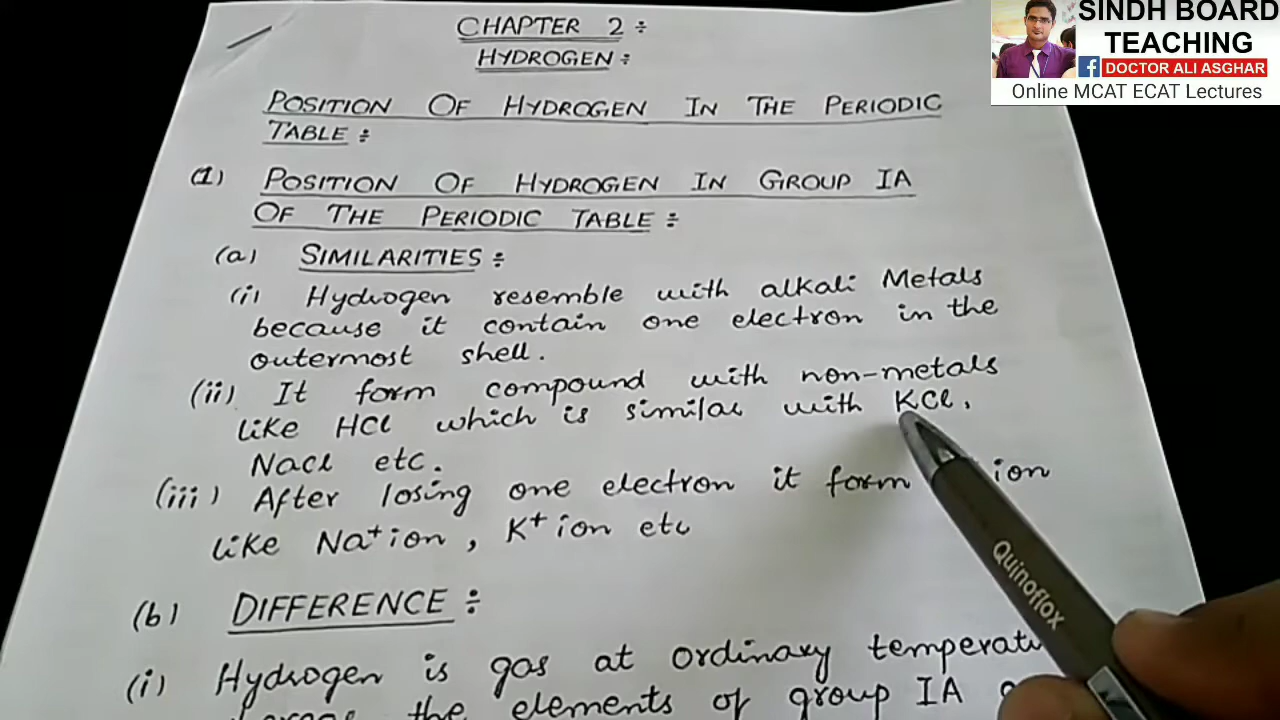 SINDH BOARD
TEACHING
f DOCTOR ALI ASGHAR
Online MCAT ECAT Lectures
CHAPTER 2 ÷
HYDROGEN ÷
POSITION OF HYDROGEN IN THE PERIODIC
TABLE ÷
(1) POSITION OF HYDROGEN IN GROUP IA
OF THE PERIODIC TABLE ÷
(a) SIMILARITIES ÷
(i) Hydrogen resemble with alkali Metals
because it contain one electron in the
outermost shell.
(ii) It form compound with non-metals
like HCl which is similar with KCl,
NaCl etc.
(iii) After losing one electron it form ion
like Na+ ion, K+ ion etc
(b) DIFFERENCE ÷
(i) Hydrogen is gas at ordinary
the elements of group IA
Quinoflox